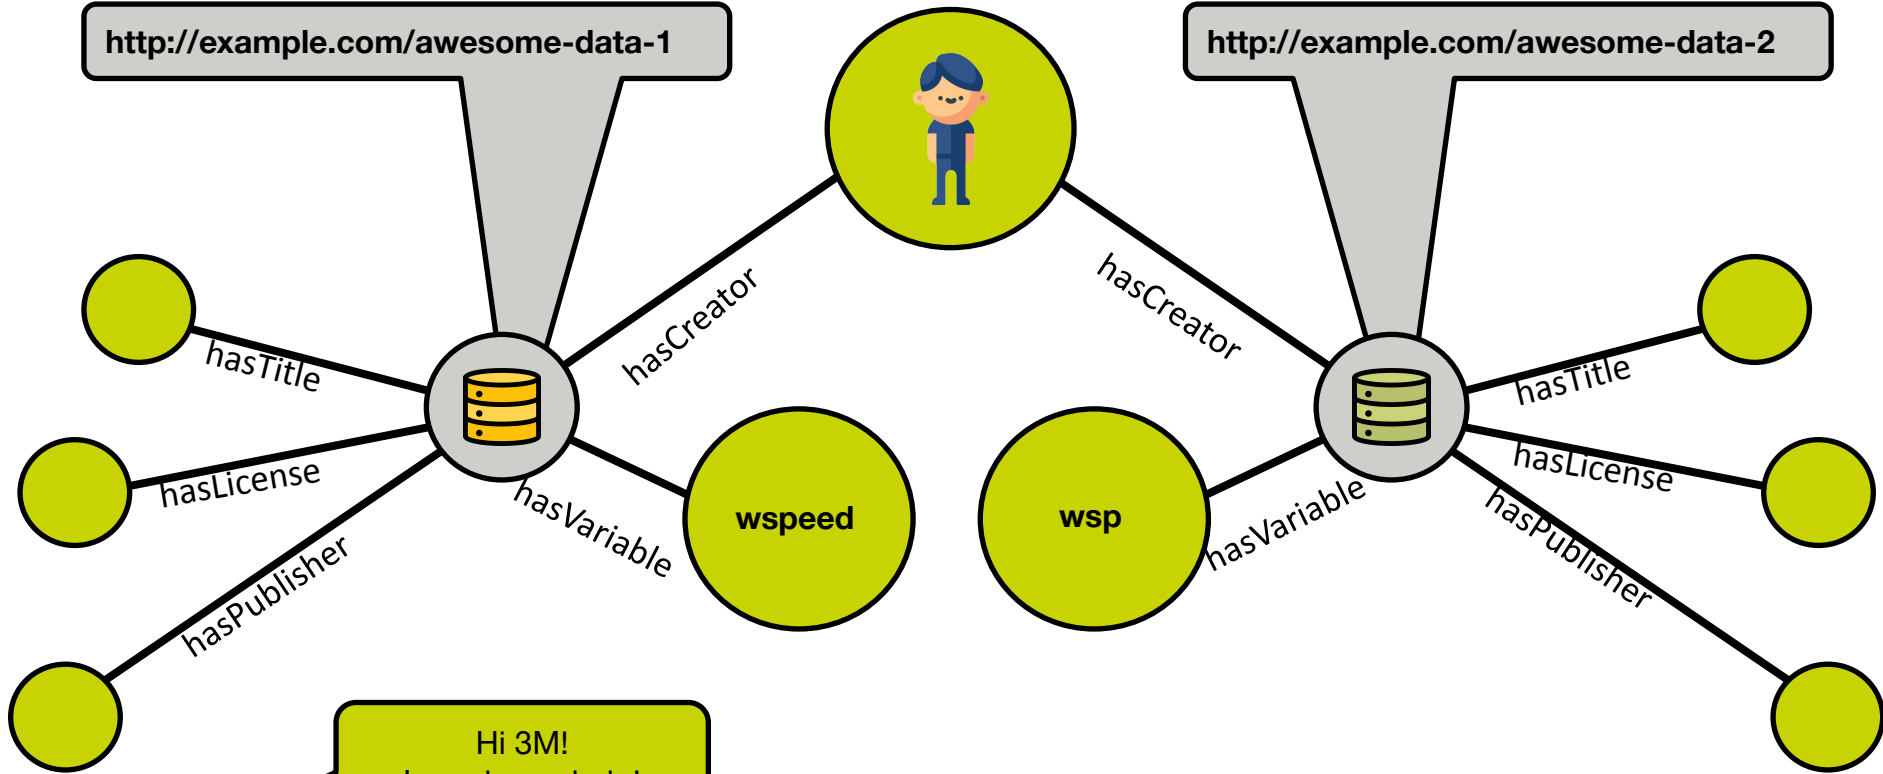 http://example.com/awesome-data-1
http://example.com/awesome-data-2
hasCreator
hasCreator
hasTitle
hasTitle
hasLicense
hasLicense
hasVariable
wspeed
wsp
hasVariable
hasPublisher
hasPublisher
Hi 3M!